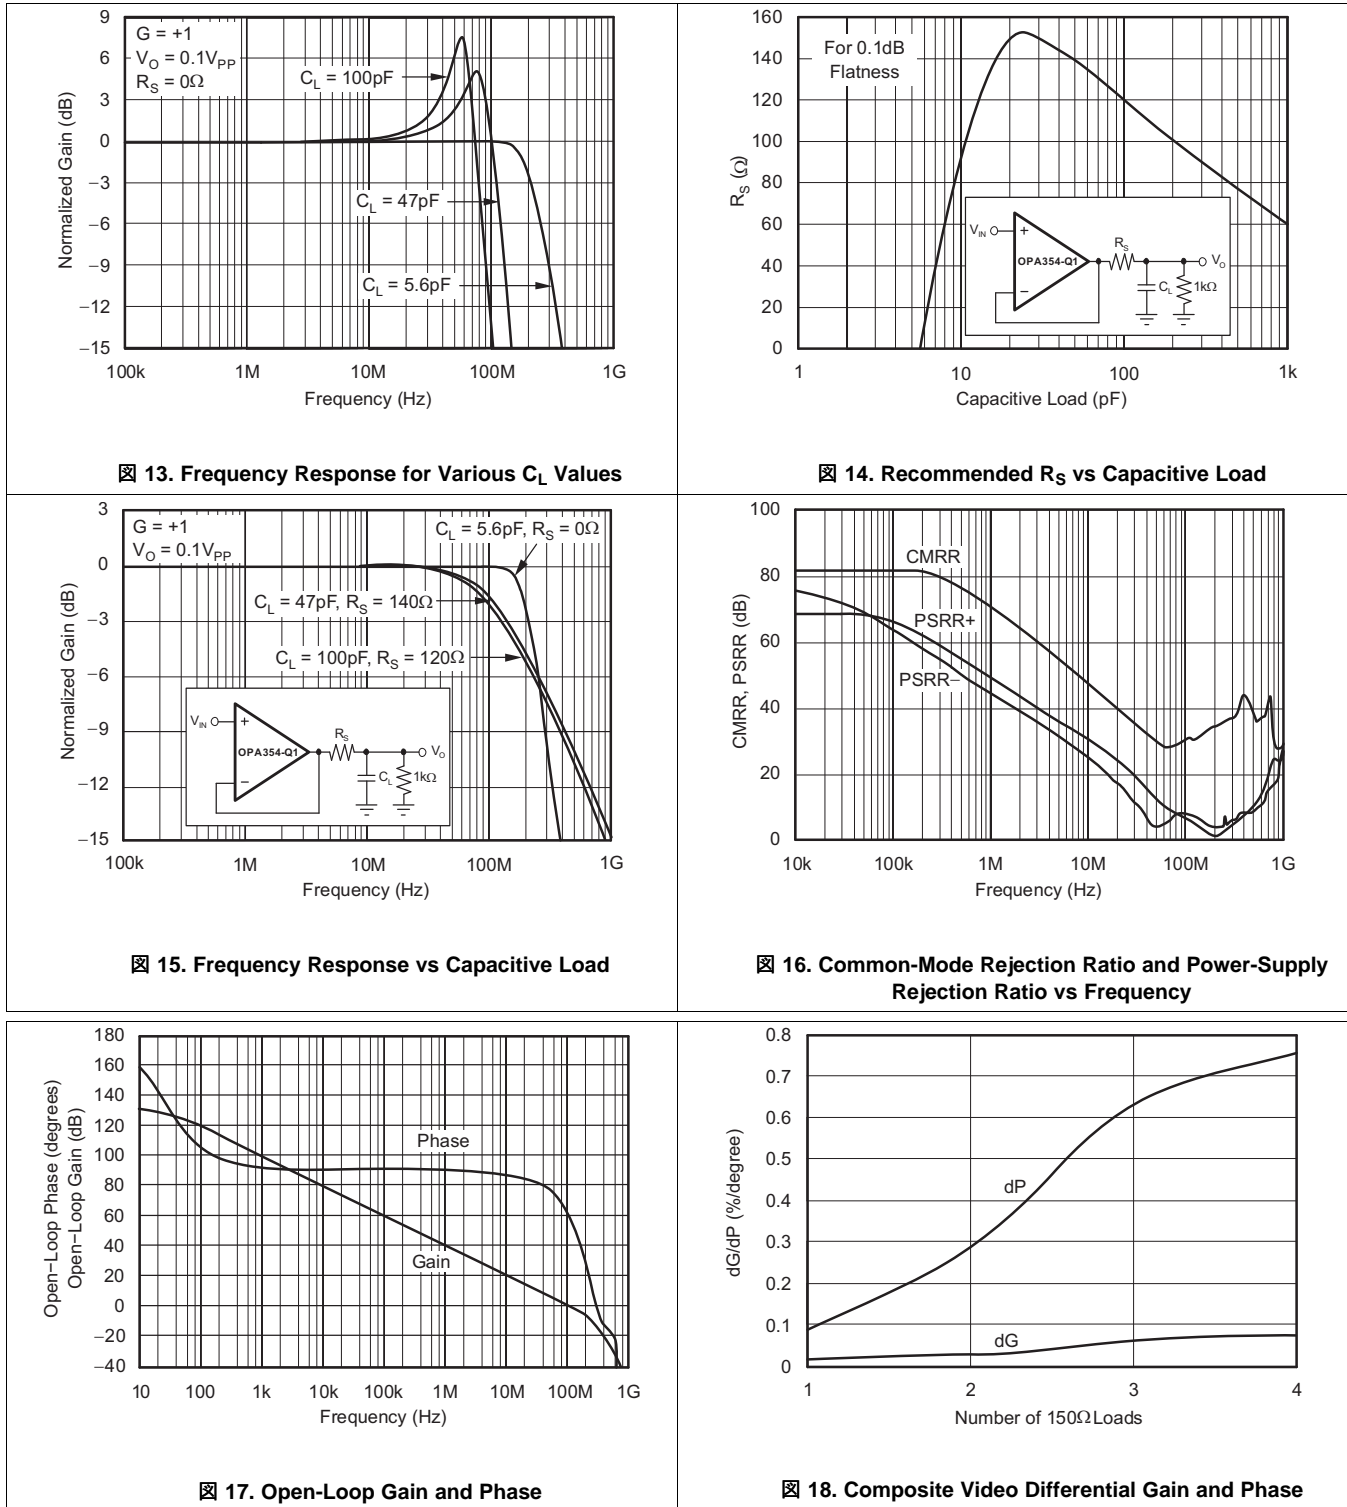 9
6
3
0
−3
−6
−9
−12
−15
Normalized Gain (dB)
G = +1
V_O = 0.1V_PP
R_S = 0Ω
C_L = 100pF
C_L = 47pF
C_L = 5.6pF
100k 1M 10M 100M 1G
Frequency (Hz)
図 13. Frequency Response for Various C_L Values
160
140
120
100
80
60
40
20
0
R_S (Ω)
For 0.1dB
Flatness
V_IN
+
−
OPA354-Q1
R_S
V_O
C_L
1kΩ
1 10 100 1k
Capacitive Load (pF)
図 14. Recommended R_S vs Capacitive Load
3
0
−3
−6
−9
−12
−15
Normalized Gain (dB)
G = +1
V_O = 0.1V_PP
C_L = 5.6pF, R_S = 0Ω
C_L = 47pF, R_S = 140Ω
C_L = 100pF, R_S = 120Ω
V_IN
+
−
OPA354-Q1
R_S
V_O
C_L
1kΩ
100k 1M 10M 100M 1G
Frequency (Hz)
図 15. Frequency Response vs Capacitive Load
100
80
60
40
20
0
CMRR, PSRR (dB)
CMRR
PSRR+
PSRR−
10k 100k 1M 10M 100M 1G
Frequency (Hz)
図 16. Common-Mode Rejection Ratio and Power-Supply
Rejection Ratio vs Frequency
180
160
140
120
100
80
60
40
20
0
−20
−40
Open−Loop Phase (degrees)
Open−Loop Gain (dB)
Phase
Gain
10 100 1k 10k 100k 1M 10M 100M 1G
Frequency (Hz)
図 17. Open-Loop Gain and Phase
0.8
0.7
0.6
0.5
0.4
0.3
0.2
0.1
0
dG/dP (%/degree)
dP
dG
1 2 3 4
Number of 150Ω Loads
図 18. Composite Video Differential Gain and Phase